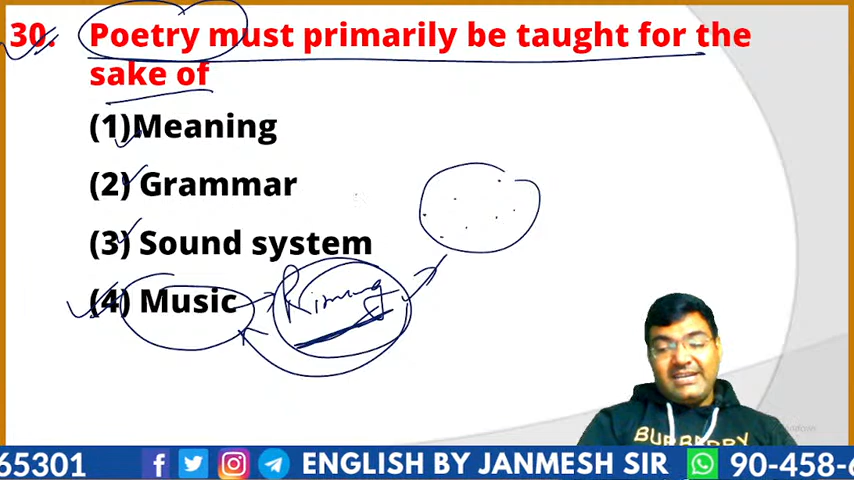 30. Poetry must primarily be taught for the
sake of
(1)Meaning
(2) Grammar
(3) Sound system
(4) Music
BURBERRY
65301 ENGLISH BY JANMESH SIR 90-458-6